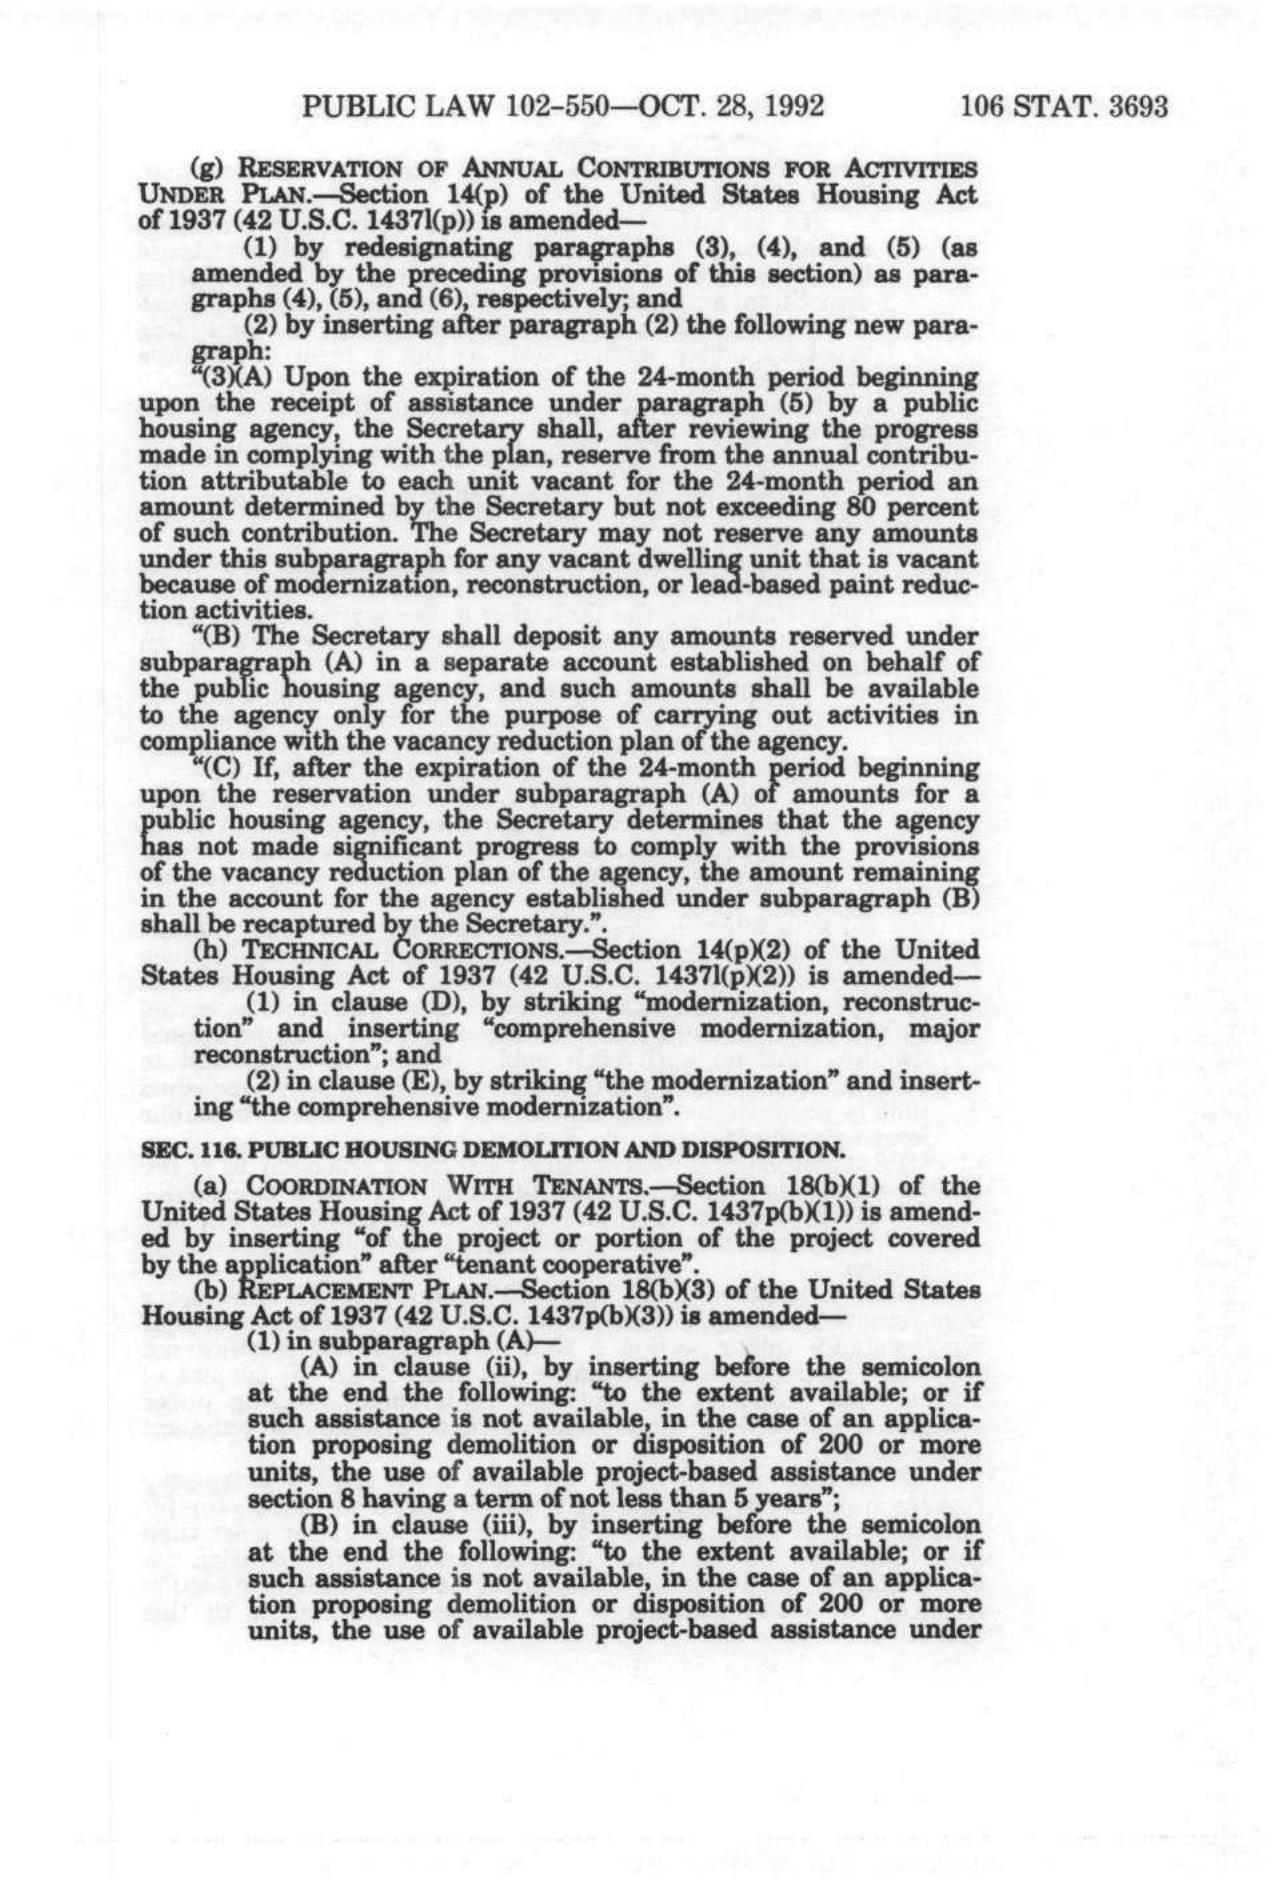 PUBLIC LAW 102–550—OCT. 28, 1992 106 STAT. 3693
(g) RESERVATION OF ANNUAL CONTRIBUTIONS FOR ACTIVITIES
UNDER PLAN.—Section 14(p) of the United States Housing Act
of 1937 (42 U.S.C. 1437l(p)) is amended—
(1) by redesignating paragraphs (3), (4), and (5) (as
amended by the preceding provisions of this section) as para-
graphs (4), (5), and (6), respectively; and
(2) by inserting after paragraph (2) the following new para-
graph:
“(3)(A) Upon the expiration of the 24-month period beginning
upon the receipt of assistance under paragraph (5) by a public
housing agency, the Secretary shall, after reviewing the progress
made in complying with the plan, reserve from the annual contribu-
tion attributable to each unit vacant for the 24-month period an
amount determined by the Secretary but not exceeding 80 percent
of such contribution. The Secretary may not reserve any amounts
under this subparagraph for any vacant dwelling unit that is vacant
because of modernization, reconstruction, or lead-based paint reduc-
tion activities.
“(B) The Secretary shall deposit any amounts reserved under
subparagraph (A) in a separate account established on behalf of
the public housing agency, and such amounts shall be available
to the agency only for the purpose of carrying out activities in
compliance with the vacancy reduction plan of the agency.
“(C) If, after the expiration of the 24-month period beginning
upon the reservation under subparagraph (A) of amounts for a
public housing agency, the Secretary determines that the agency
has not made significant progress to comply with the provisions
of the vacancy reduction plan of the agency, the amount remaining
in the account for the agency established under subparagraph (B)
shall be recaptured by the Secretary.”.
(h) TECHNICAL CORRECTIONS.—Section 14(p)(2) of the United
States Housing Act of 1937 (42 U.S.C. 1437l(p)(2)) is amended—
(1) in clause (D), by striking “modernization, reconstruc-
tion” and inserting “comprehensive modernization, major
reconstruction”; and
(2) in clause (E), by striking “the modernization” and insert-
ing “the comprehensive modernization”.
SEC. 116. PUBLIC HOUSING DEMOLITION AND DISPOSITION.
(a) COORDINATION WITH TENANTS.—Section 18(b)(1) of the
United States Housing Act of 1937 (42 U.S.C. 1437p(b)(1)) is amend-
ed by inserting “of the project or portion of the project covered
by the application” after “tenant cooperative”.
(b) REPLACEMENT PLAN.—Section 18(b)(3) of the United States
Housing Act of 1937 (42 U.S.C. 1437p(b)(3)) is amended—
(1) in subparagraph (A)—
(A) in clause (ii), by inserting before the semicolon
at the end the following: “to the extent available; or if
such assistance is not available, in the case of an applica-
tion proposing demolition or disposition of 200 or more
units, the use of available project-based assistance under
section 8 having a term of not less than 5 years”;
(B) in clause (iii), by inserting before the semicolon
at the end the following: “to the extent available; or if
such assistance is not available, in the case of an applica-
tion proposing demolition or disposition of 200 or more
units, the use of available project-based assistance under